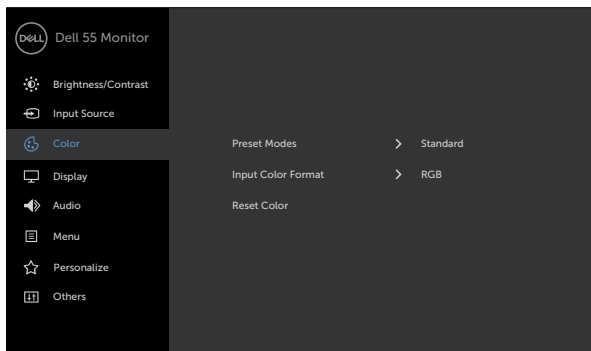 DELL Dell 55 Monitor
Brightness/Contrast
Input Source
Color
Preset Modes > Standard
Display
Input Color Format > RGB
Audio
Reset Color
Menu
Personalize
Others